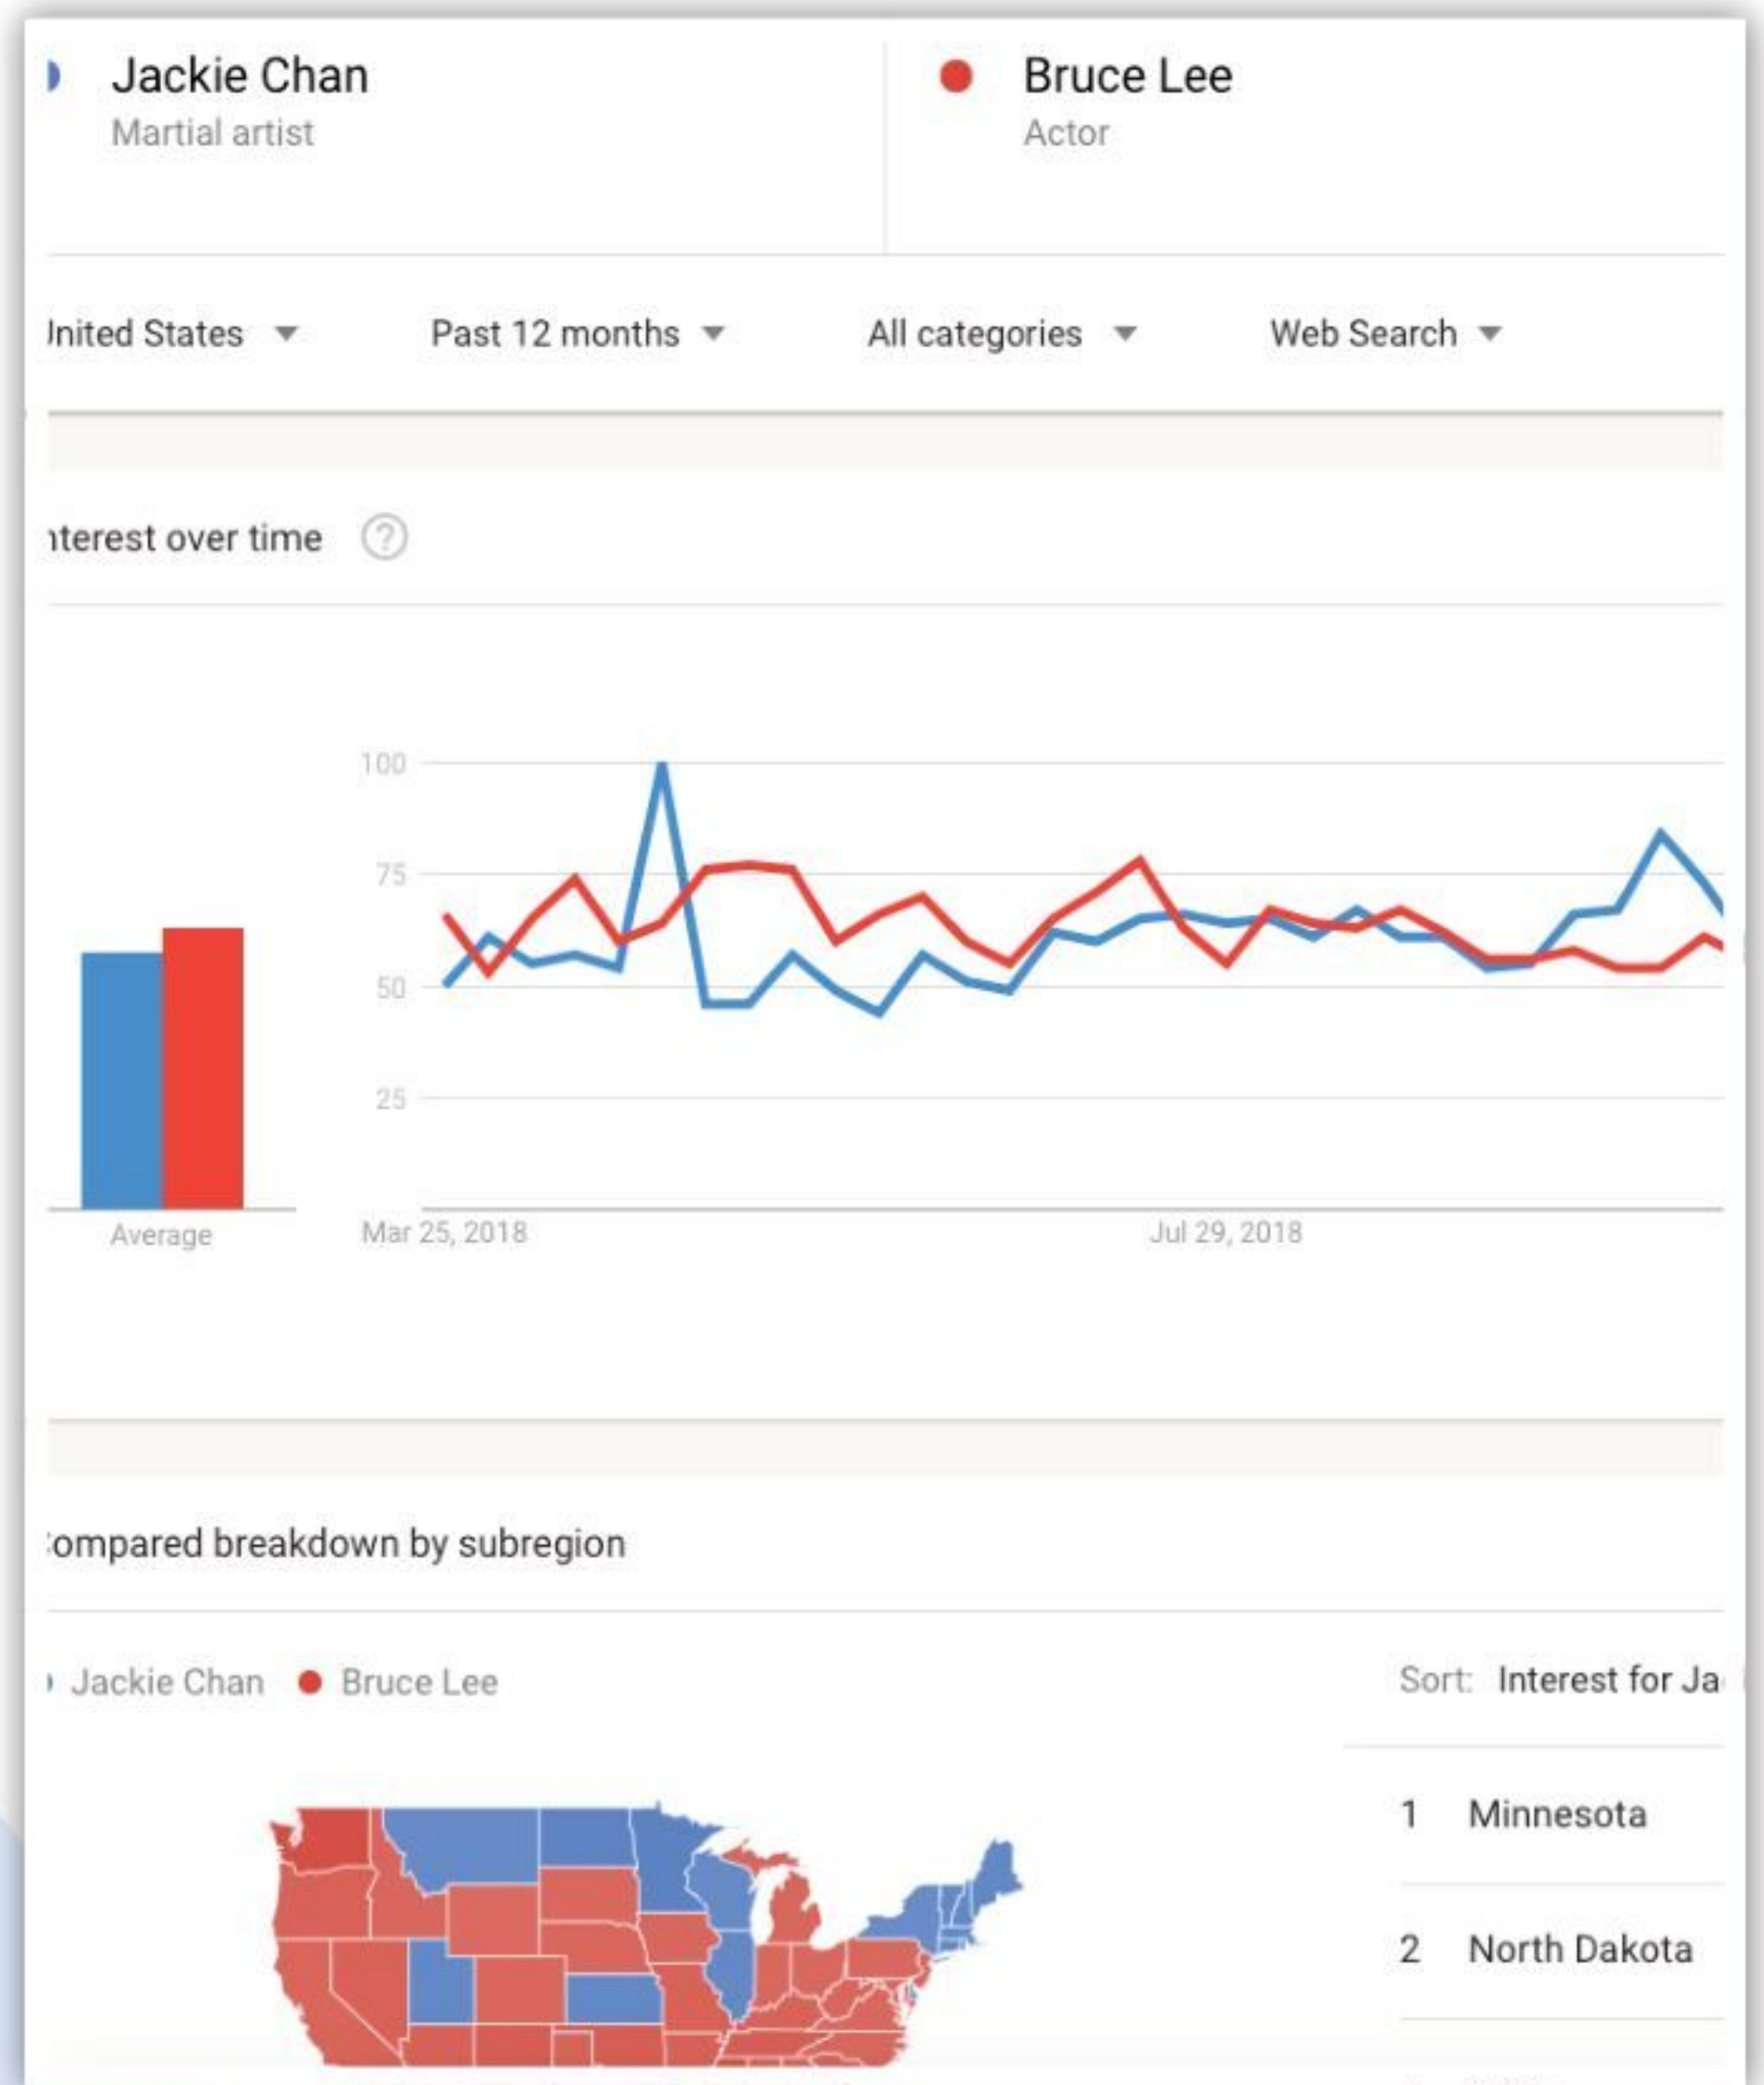 Jackie Chan
Martial artist
Bruce Lee
Actor
United States
Past 12 months
All categories
Web Search
nterest over time
?
100
75
50
25
Average
Mar 25, 2018
Jul 29, 2018
ompared breakdown by subregion
Jackie Chan
Bruce Lee
Sort: Interest for Ja
1 Minnesota
2 North Dakota